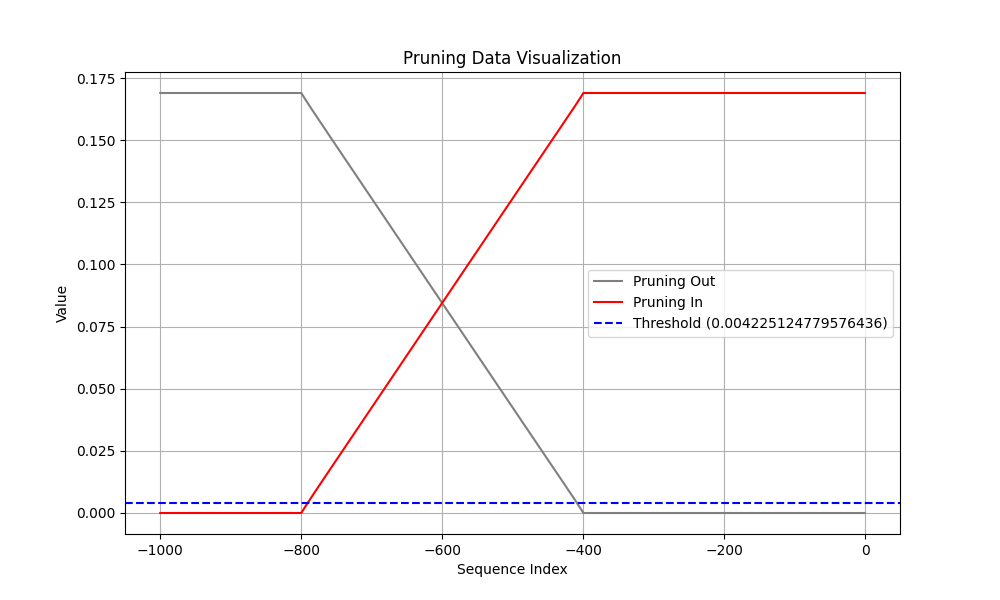 Pruning Data Visualization
0.175
0.150
0.125
0.100
0.075
0.050
0.025
0.000
Value
Pruning Out
Pruning In
Threshold (0.004225124779576436)
−1000 −800 −600 −400 −200 0
Sequence Index